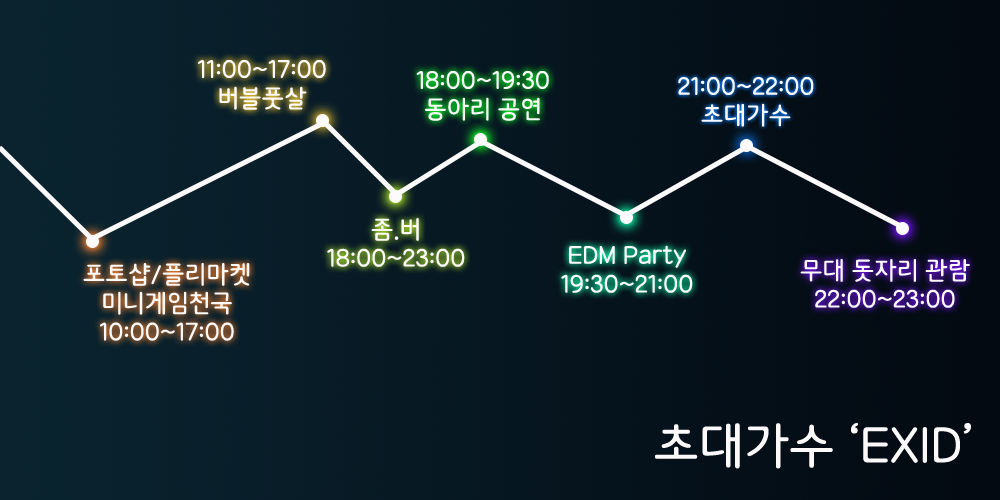 11:00~17:00
버블풋살
18:00~19:30
동아리 공연
21:00~22:00
초대가수
포토샵/플리마켓
미니게임천국
10:00~17:00
좀.버
18:00~23:00
EDM Party
19:30~21:00
무대 돗자리 관람
22:00~23:00
초대가수 ‘EXID’